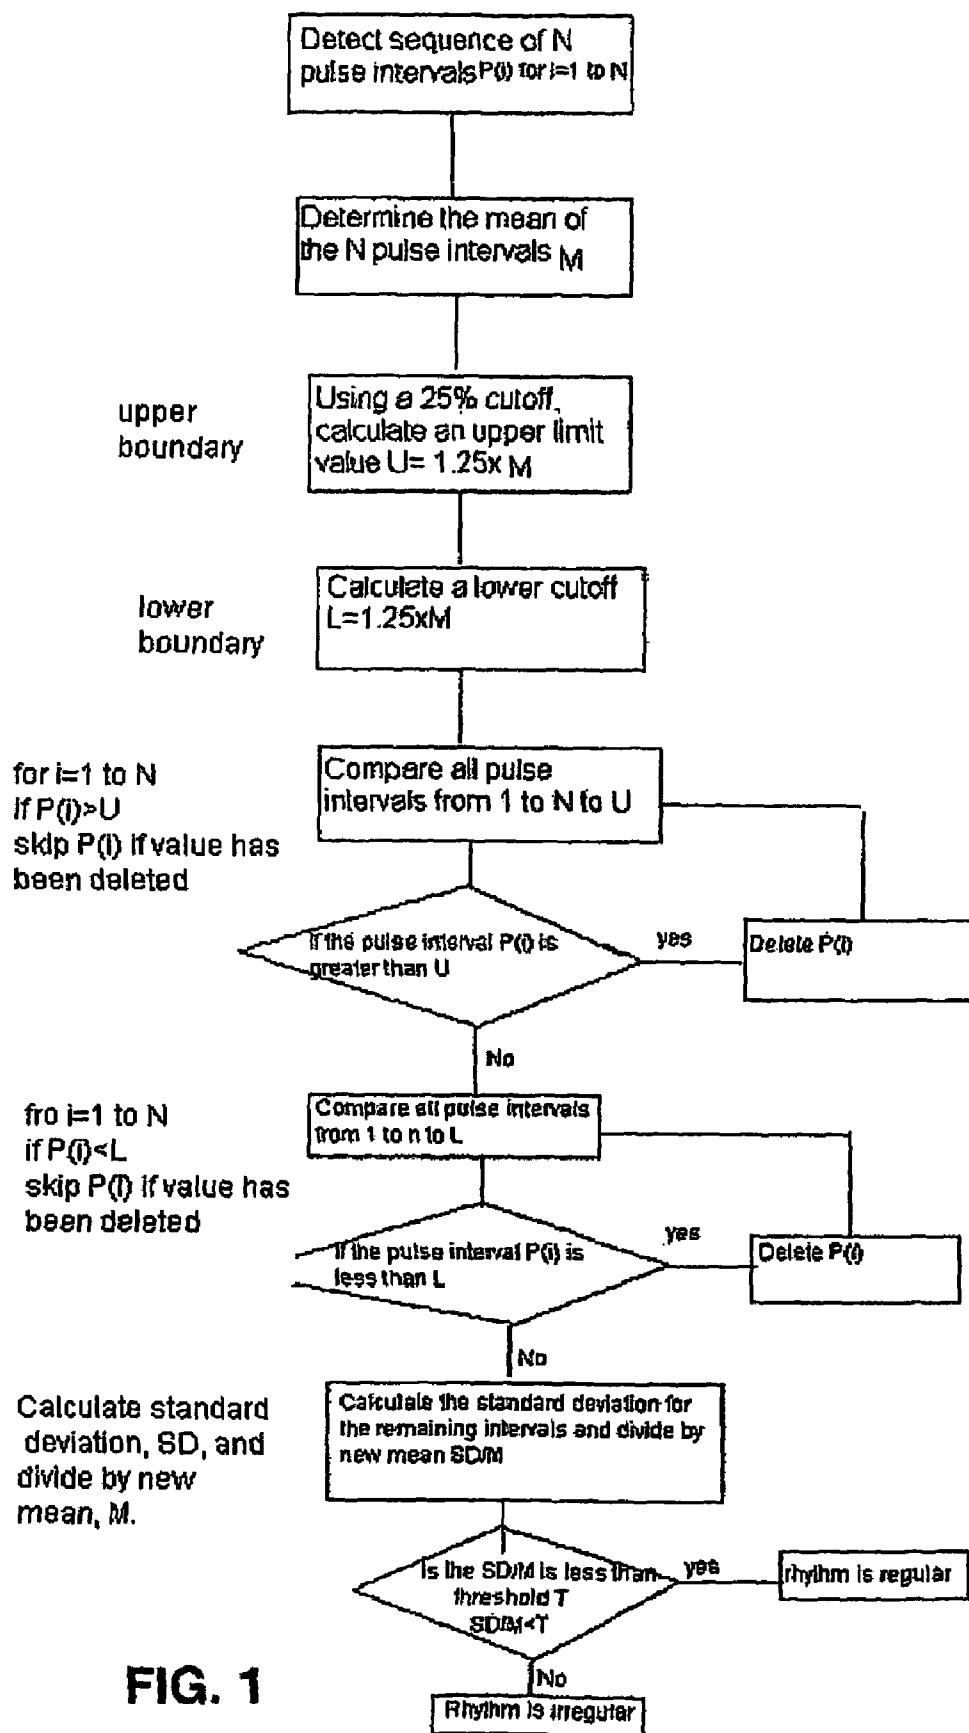 Detect sequence of N
pulse intervals P(i) for i=1 to N
Determine the mean of
the N pulse intervals M
upper
boundary
Using a 25% cutoff,
calculate an upper limit
value U= 1.25x M
lower
boundary
Calculate a lower cutoff
L=1.25xM
for i=1 to N
if P(i)>U
skip P(i) if value has
been deleted
Compare all pulse
intervals from 1 to N to U
If the pulse interval P(i) is
greater than U
yes
Delete P(i)
No
fro i=1 to N
if P(i)<L
skip P(i) if value has
been deleted
Compare all pulse intervals
from 1 to n to L
If the pulse interval P(i) is
less than L
yes
Delete P(i)
No
Calculate standard
deviation, SD, and
divide by new
mean, M.
Calculate the standard deviation for
the remaining intervals and divide by
new mean SD/M
Is the SD/M is less than
threshold T
SD/M<T
yes
rhythm is regular
No
Rhythm is irregular
FIG. 1